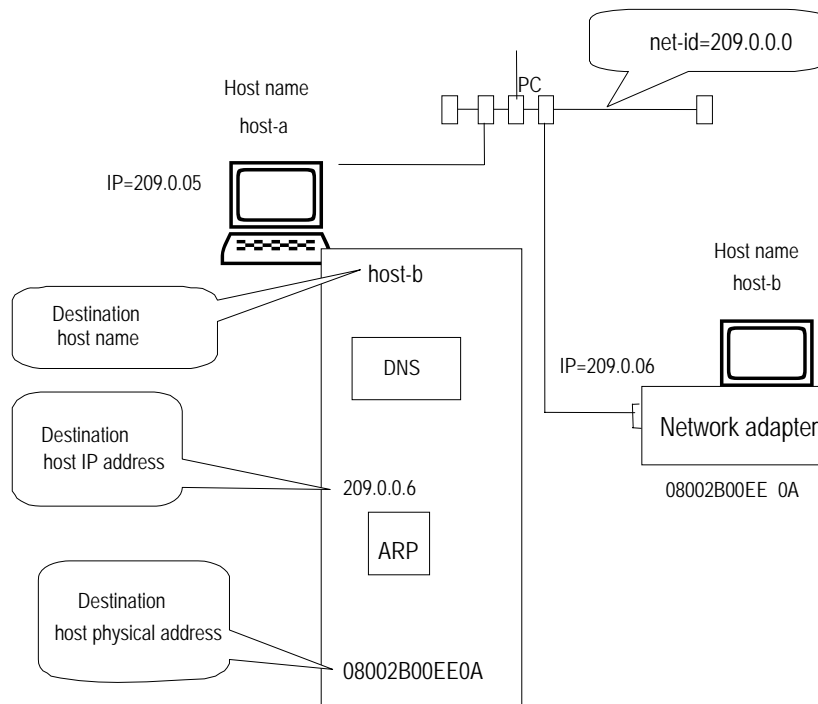 net-id=209.0.0.0
PC
Host name
host-a
IP=209.0.05
Host name
host-b
host-b
Destination
host name
DNS
IP=209.0.06
Network adapter
08002B00EE 0A
Destination
host IP address
209.0.0.6
ARP
Destination
host physical address
08002B00EE0A